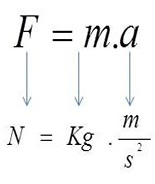 F = m.a
N = Kg . m/s²